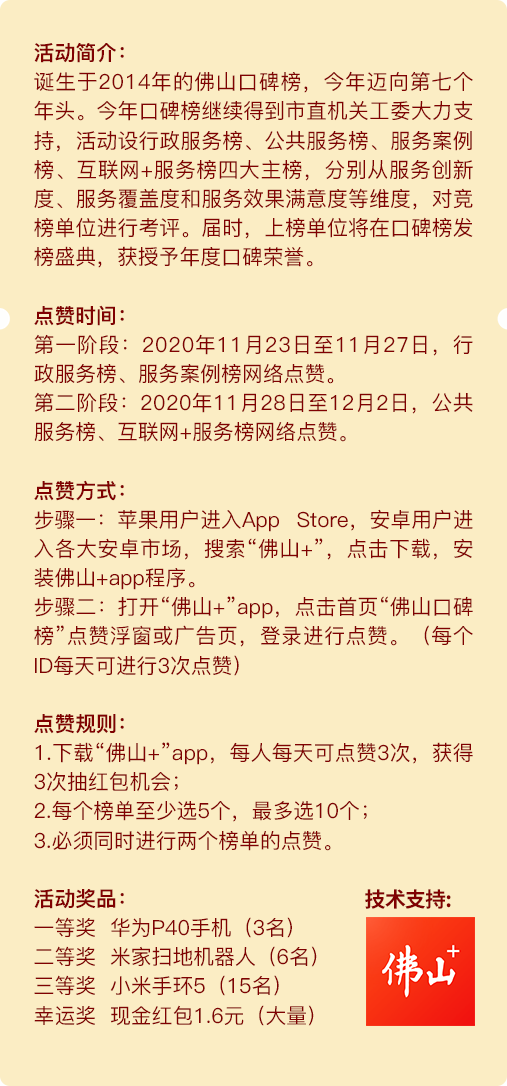 活动简介：
诞生于2014年的佛山口碑榜，今年迈向第七个
年头。今年口碑榜继续得到市直机关工委大力支
持，活动设行政服务榜、公共服务榜、服务案例
榜、互联网+服务榜四大主榜，分别从服务创新
度、服务覆盖度和服务效果满意度等维度，对竞
榜单位进行考评。届时，上榜单位将在口碑榜发
榜盛典，获授予年度口碑荣誉。
点赞时间：
第一阶段：2020年11月23日至11月27日，行
政服务榜、服务案例榜网络点赞。
第二阶段：2020年11月28日至12月2日，公共
服务榜、互联网+服务榜网络点赞。
点赞方式：
步骤一：苹果用户进入App Store，安卓用户进
入各大安卓市场，搜索“佛山+”，点击下载，安
装佛山+app程序。
步骤二：打开“佛山+”app，点击首页“佛山口碑
榜”点赞浮窗或广告页，登录进行点赞。（每个
ID每天可进行3次点赞）
点赞规则：
1.下载“佛山+”app，每人每天可点赞3次，获得
3次抽红包机会；
2.每个榜单至少选5个，最多选10个；
3.必须同时进行两个榜单的点赞。
活动奖品：
一等奖 华为P40手机（3名）
二等奖 米家扫地机器人（6名）
三等奖 小米手环5（15名）
幸运奖 现金红包1.6元（大量）
技术支持:
佛山+